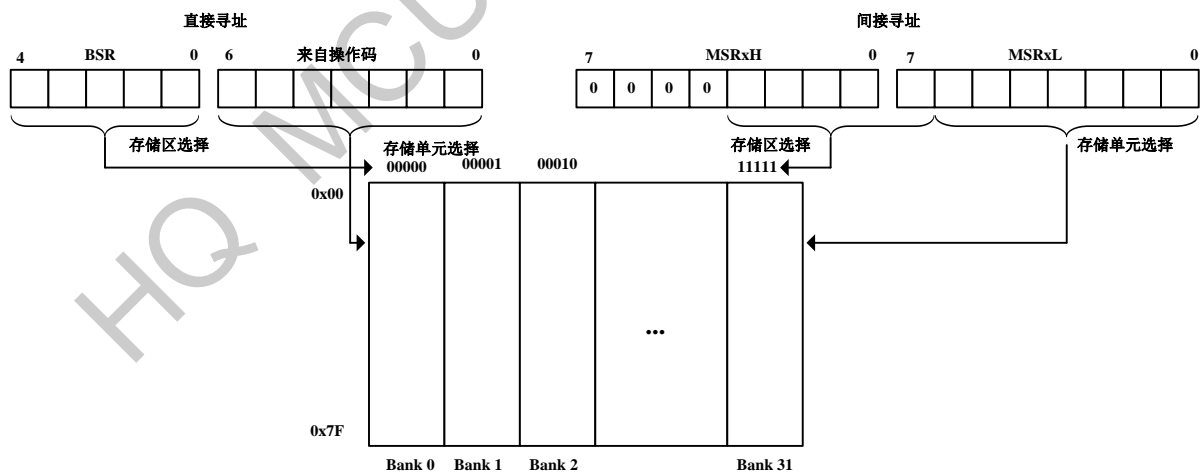 直接寻址 间接寻址
4 BSR 0 6 来自操作码 0 7 MSRxH 0 7 MSRxL 0
0 0 0 0
存储区选择 存储单元选择 存储区选择 存储单元选择
00000 00001 00010 11111
0x00
...
0x7F
Bank 0 Bank 1 Bank 2 Bank 31
HQ MCU